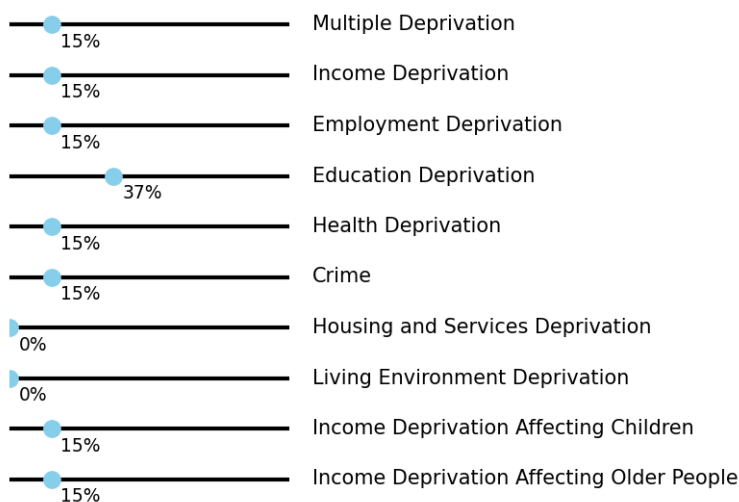 Multiple Deprivation
15%
Income Deprivation
15%
Employment Deprivation
15%
Education Deprivation
37%
Health Deprivation
15%
Crime
15%
Housing and Services Deprivation
0%
Living Environment Deprivation
0%
Income Deprivation Affecting Children
15%
Income Deprivation Affecting Older People
15%